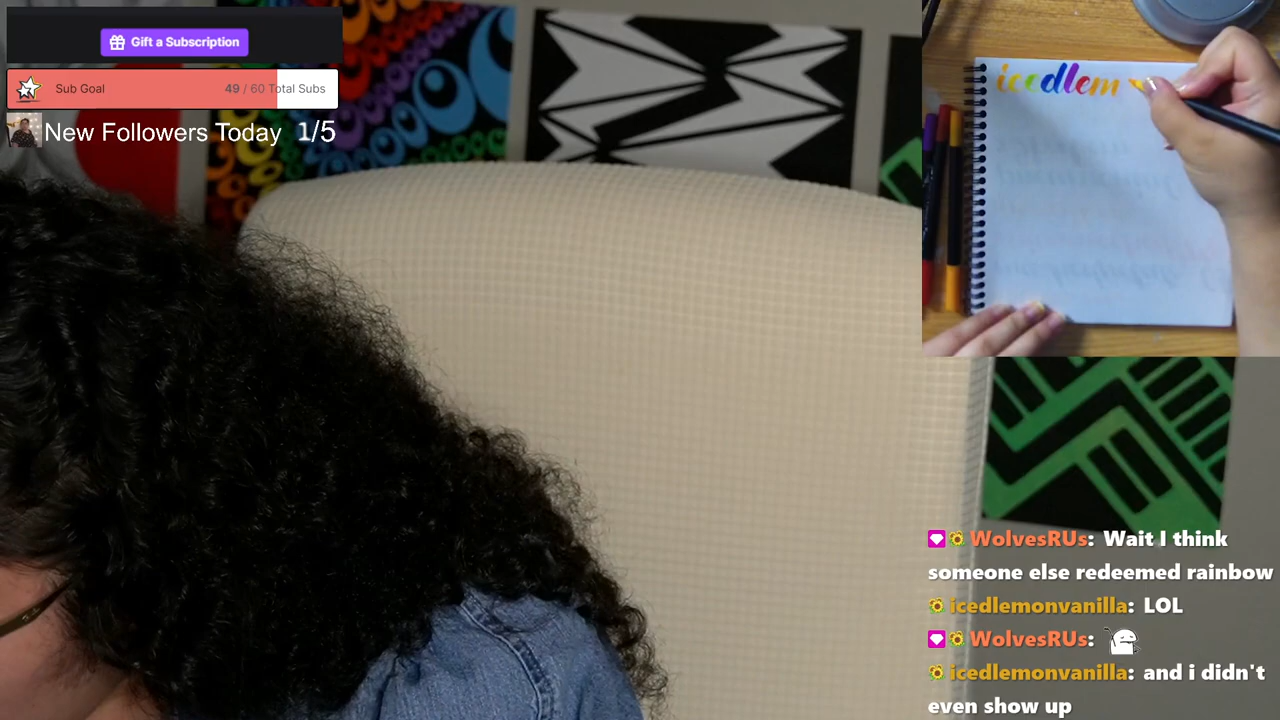 Gift a Subscription
Sub Goal
49 / 60 Total Subs
New Followers Today 1/5
icedlem
WolvesRUs: Wait I think
someone else redeemed rainbow
icedlemonvanilla: LOL
WolvesRUs:
icedlemonvanilla: and i didn't
even show up